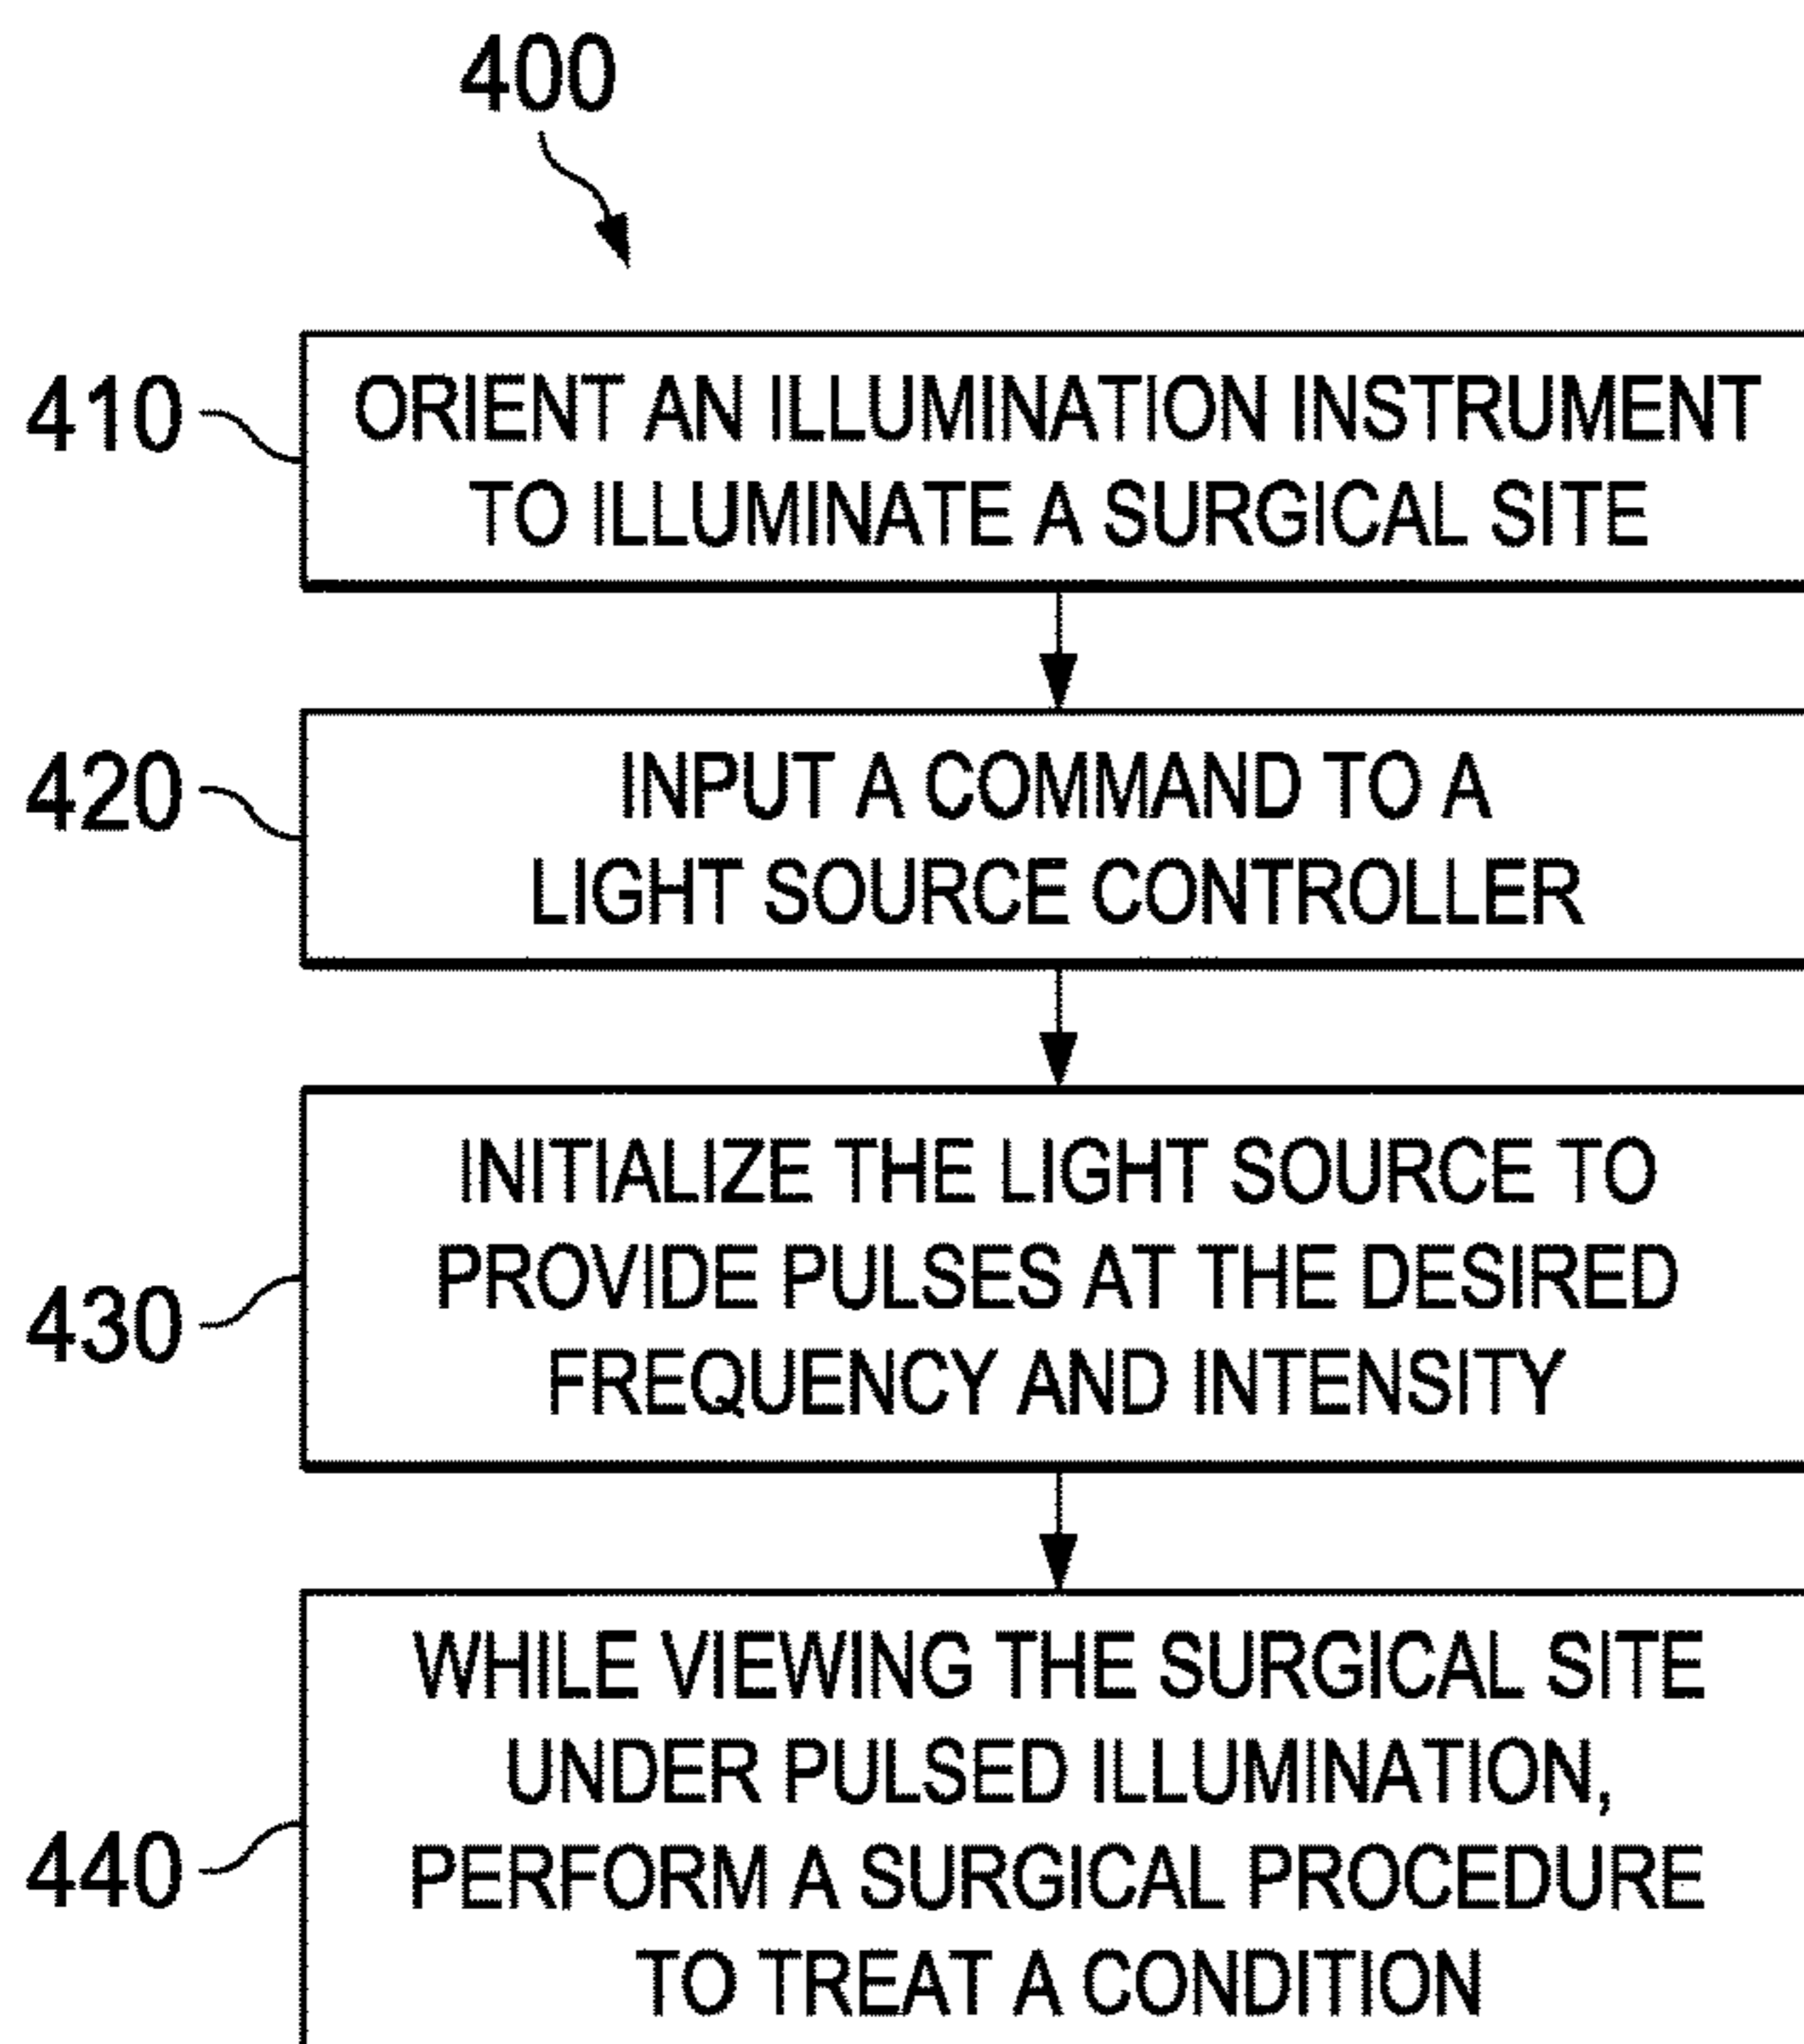 400
410
ORIENT AN ILLUMINATION INSTRUMENT
TO ILLUMINATE A SURGICAL SITE
420
INPUT A COMMAND TO A
LIGHT SOURCE CONTROLLER
430
INITIALIZE THE LIGHT SOURCE TO
PROVIDE PULSES AT THE DESIRED
FREQUENCY AND INTENSITY
440
WHILE VIEWING THE SURGICAL SITE
UNDER PULSED ILLUMINATION,
PERFORM A SURGICAL PROCEDURE
TO TREAT A CONDITION